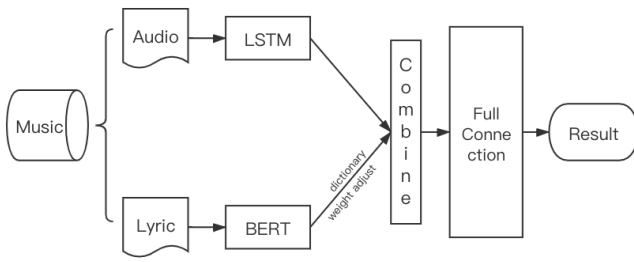 Music
Audio
LSTM
Lyric
BERT
dictionary
weight adjust
C
o
m
b
i
n
e
Full
Conne
ction
Result